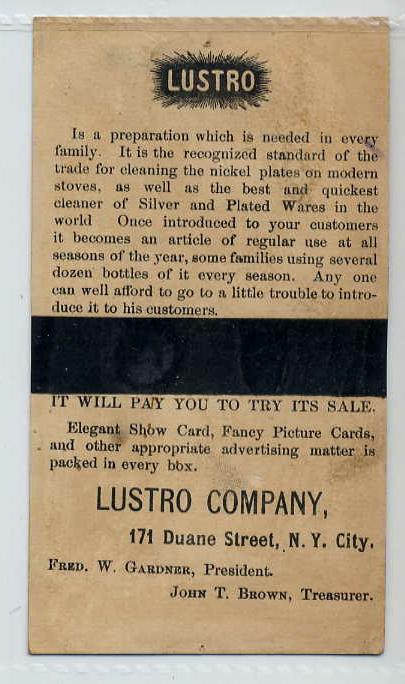 LUSTRO
Is a preparation which is needed in every
family. It is the recognized standard of the
trade for cleaning the nickel plates on modern
stoves, as well as the best and quickest
cleaner of Silver and Plated Wares in the
world Once introduced to your customers
it becomes an article of regular use at all
seasons of the year, some families using several
dozen bottles of it every season. Any one
can well afford to go to a little trouble to intro-
duce it to his customers.
IT WILL PAY YOU TO TRY ITS SALE.
Elegant Show Card, Fancy Picture Cards,
and other appropriate advertising matter is
packed in every box.
LUSTRO COMPANY,
171 Duane Street, N. Y. City.
FRED. W. GARDNER, President.
JOHN T. BROWN, Treasurer.